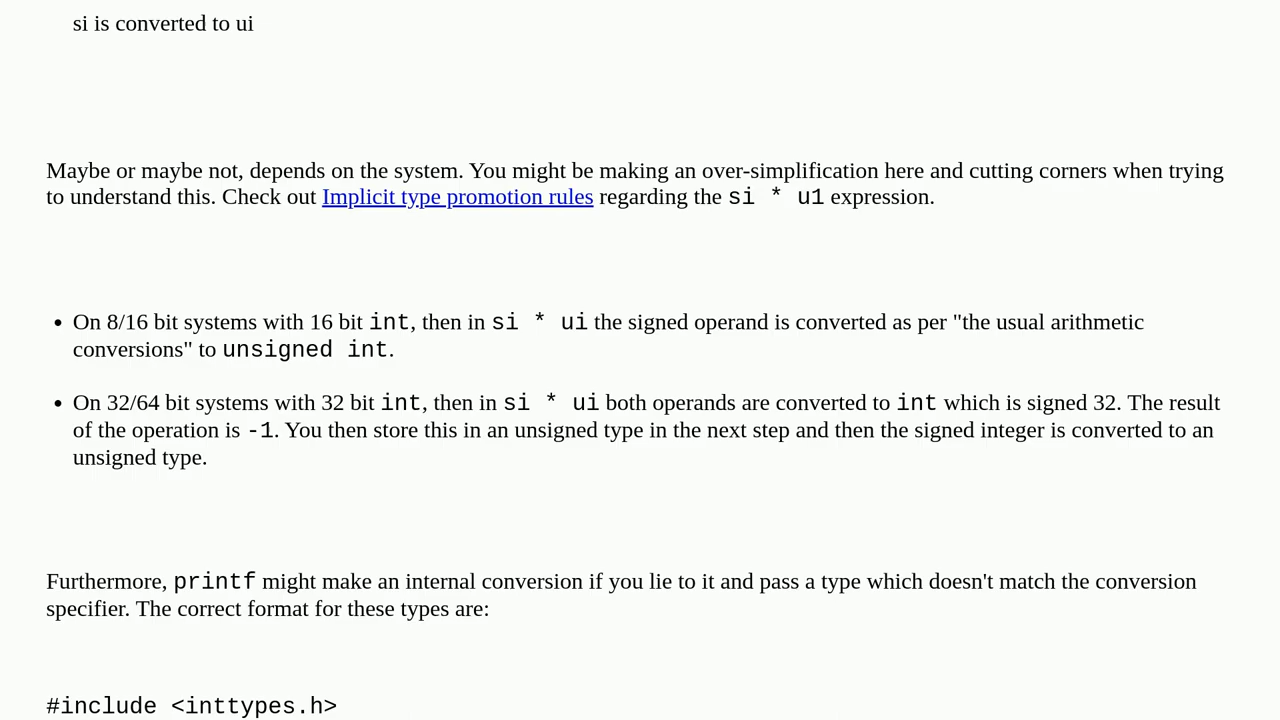 si is converted to ui
Maybe or maybe not, depends on the system. You might be making an over-simplification here and cutting corners when trying
to understand this. Check out Implicit type promotion rules regarding the si * u1 expression.
• On 8/16 bit systems with 16 bit int, then in si * ui the signed operand is converted as per "the usual arithmetic
conversions" to unsigned int.
• On 32/64 bit systems with 32 bit int, then in si * ui both operands are converted to int which is signed 32. The result
of the operation is -1. You then store this in an unsigned type in the next step and then the signed integer is converted to an
unsigned type.
Furthermore, printf might make an internal conversion if you lie to it and pass a type which doesn't match the conversion
specifier. The correct format for these types are:
#include <inttypes.h>